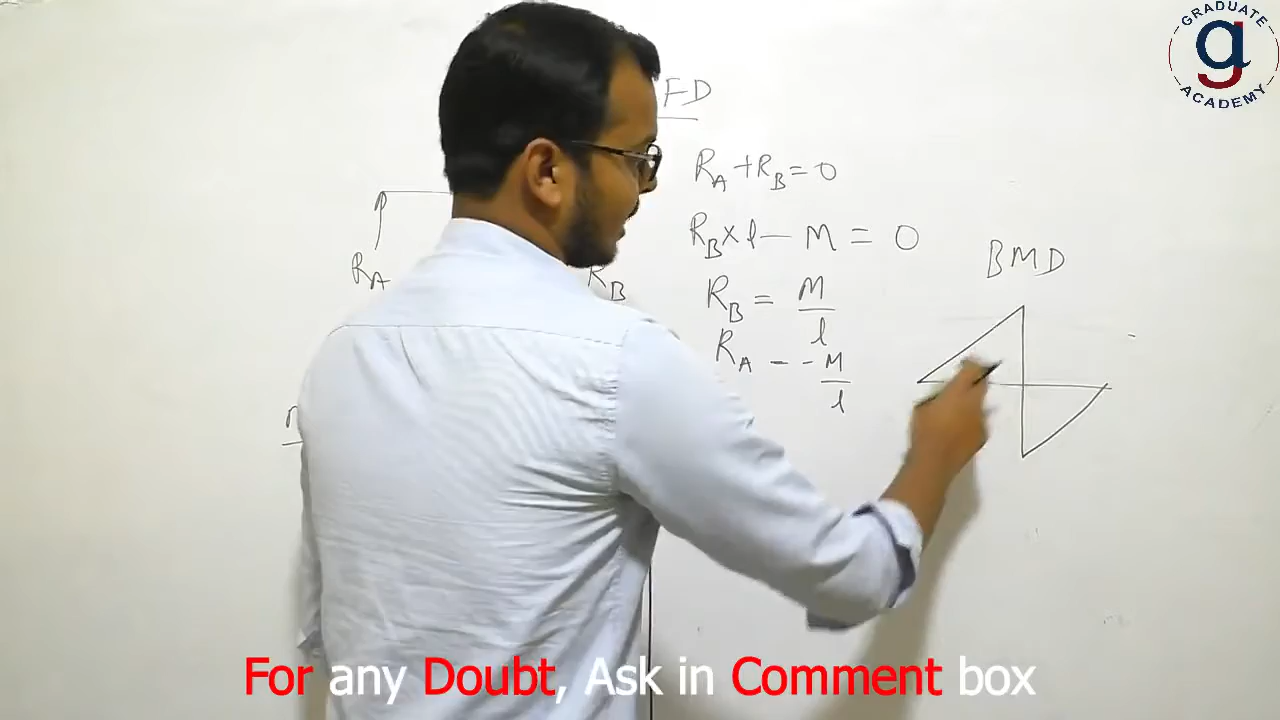 GRADUATE
g
ACADEMY
FD
R_A + R_B = 0
R_B × l — M = 0
BMD
R_A
R_B
R_B = M/l
R_A - - M/l
For any Doubt, Ask in Comment box